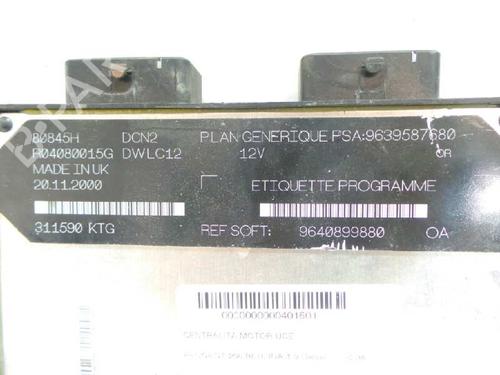 80845H DCN2 PLAN GENERIQUE PSA:9639587680
R04080015G DWLC12 12V OR
MADE IN UK
20.11.2000 ETIQUETTE PROGRAMME
311590 KTG REF SOFT: 9640899880 OA
CENTRALITA MOTOR UCE